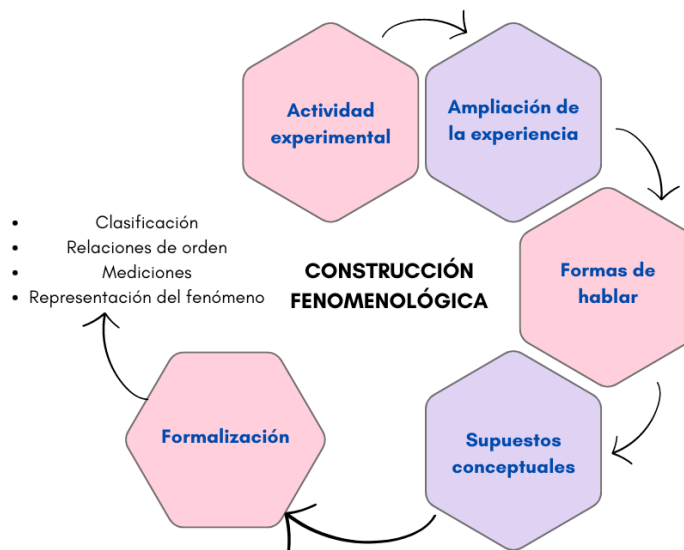 Actividad
experimental
Ampliación de
la experiencia
Formas de
hablar
Supuestos
conceptuales
Formalización
• Clasificación
• Relaciones de orden
• Mediciones
• Representación del fenómeno
CONSTRUCCIÓN
FENOMENOLÓGICA